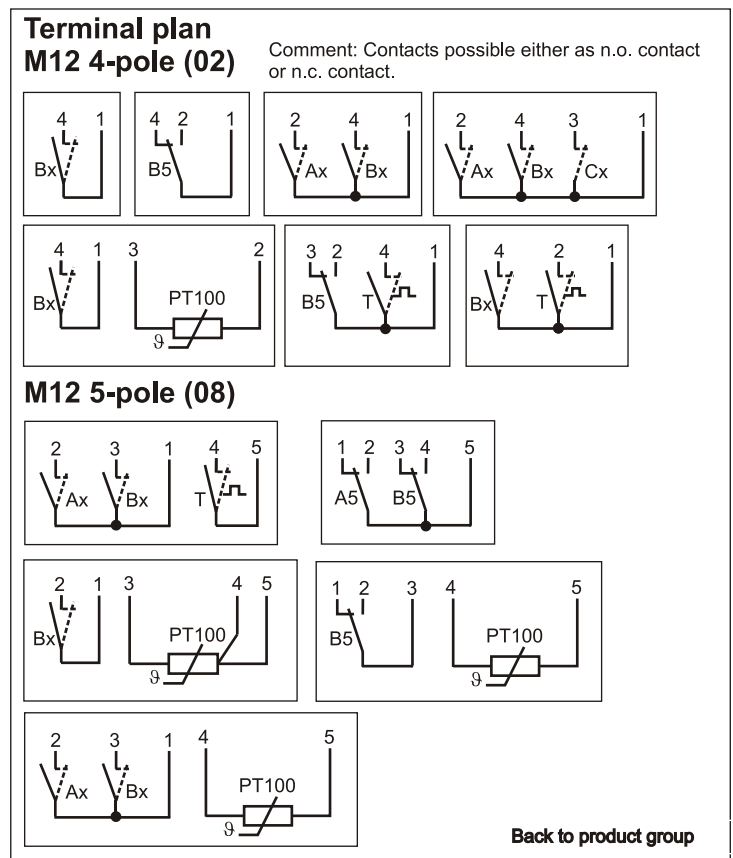 Terminal plan
M12 4-pole (02)
Comment: Contacts possible either as n.o. contact
or n.c. contact.
4 1
Bx
4 2 1
B5
2 4 1
Ax Bx
2 4 3 1
Ax Bx Cx
4 1 3 2
Bx PT100
ϑ
3 2 4 1
B5 T
4 2 1
Bx T
M12 5-pole (08)
2 3 1 4 5
Ax Bx T
1 2 3 4 5
A5 B5
2 1 3 4 5
Bx PT100
ϑ
1 2 3 4 5
B5 PT100
ϑ
2 3 1 4 5
Ax Bx PT100
ϑ
Back to product group